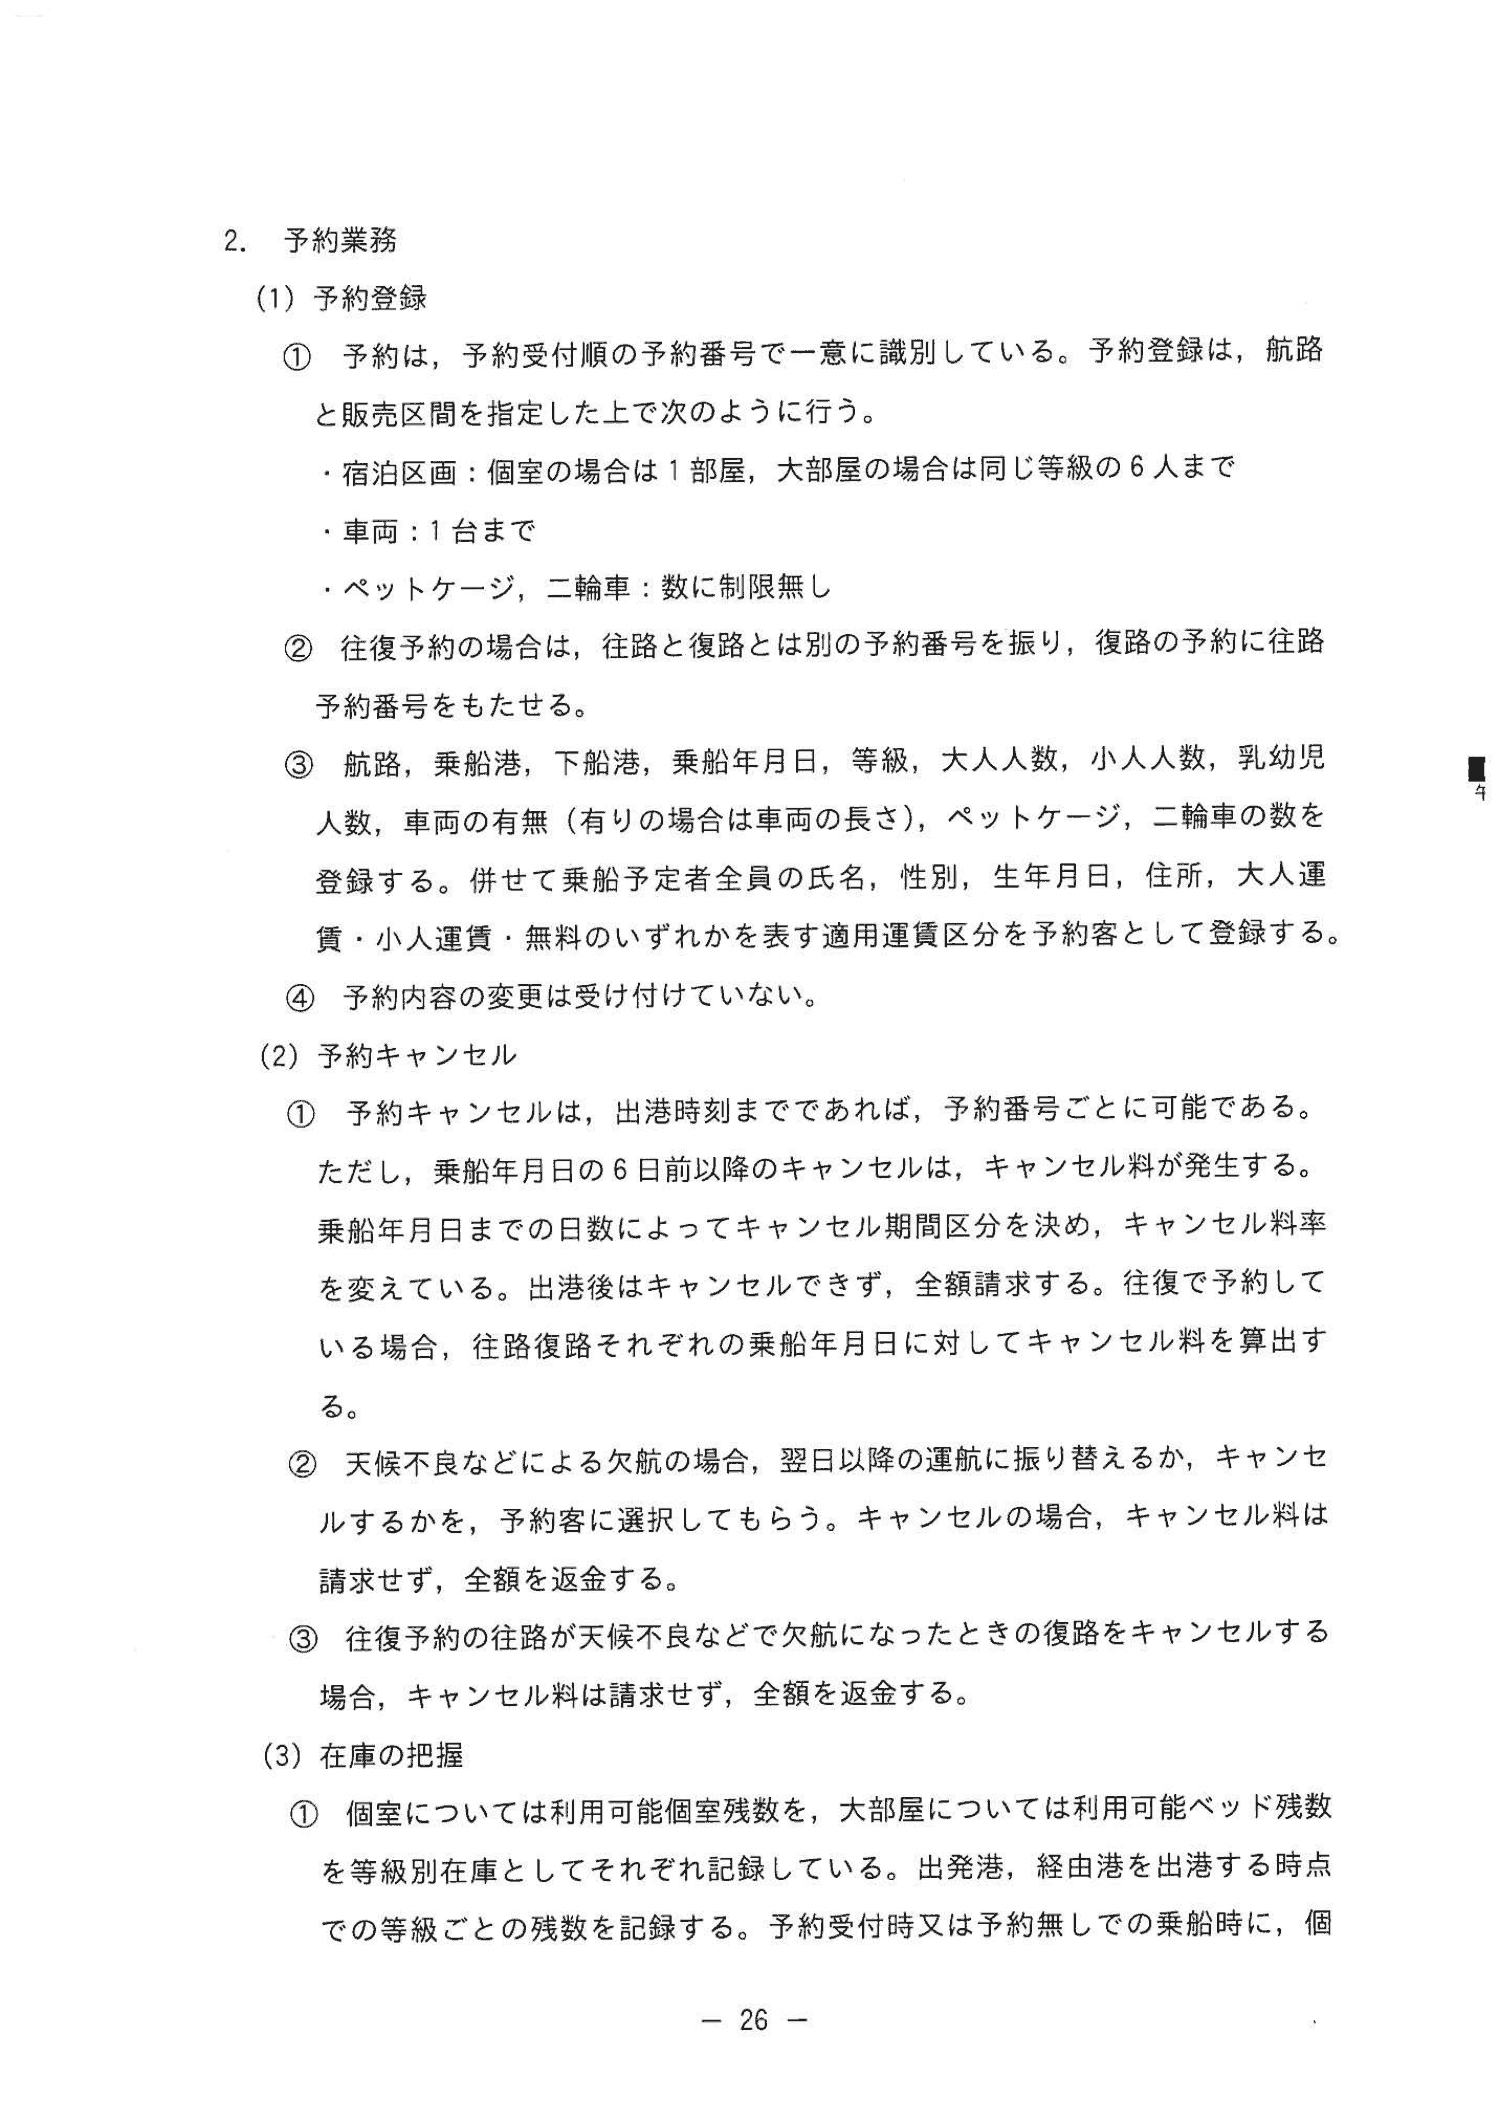 2. 予約業務
(1) 予約登録
① 予約は，予約受付順の予約番号で一意に識別している。予約登録は，航路
と販売区間を指定した上で次のように行う。
・宿泊区画：個室の場合は 1 部屋，大部屋の場合は同じ等級の 6 人まで
・車両：1 台まで
・ペットケージ，二輪車：数に制限無し
② 往復予約の場合は，往路と復路とは別の予約番号を振り，復路の予約に往路
予約番号をもたせる。
③ 航路，乗船港，下船港，乗船年月日，等級，大人人数，小人人数，乳幼児
人数，車両の有無（有りの場合は車両の長さ），ペットケージ，二輪車の数を
登録する。併せて乗船予定者全員の氏名，性別，生年月日，住所，大人運
賃・小人運賃・無料のいずれかを表す適用運賃区分を予約客として登録する。
④ 予約内容の変更は受け付けていない。
(2) 予約キャンセル
① 予約キャンセルは，出港時刻までであれば，予約番号ごとに可能である。
ただし，乗船年月日の 6 日前以降のキャンセルは，キャンセル料が発生する。
乗船年月日までの日数によってキャンセル期間区分を決め，キャンセル料率
を変えている。出港後はキャンセルできず，全額請求する。往復で予約して
いる場合，往路復路それぞれの乗船年月日に対してキャンセル料を算出す
る。
② 天候不良などによる欠航の場合，翌日以降の運航に振り替えるか，キャンセ
ルするかを，予約客に選択してもらう。キャンセルの場合，キャンセル料は
請求せず，全額を返金する。
③ 往復予約の往路が天候不良などで欠航になったときの復路をキャンセルする
場合，キャンセル料は請求せず，全額を返金する。
(3) 在庫の把握
① 個室については利用可能個室残数を，大部屋については利用可能ベッド残数
を等級別在庫としてそれぞれ記録している。出発港，経由港を出港する時点
での等級ごとの残数を記録する。予約受付時又は予約無しでの乗船時に，個
− 26 −